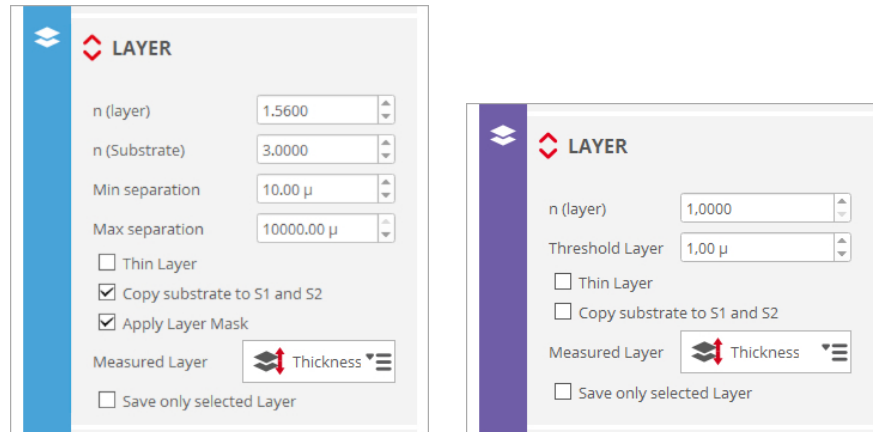 LAYER
n (layer) 1.5600
n (Substrate) 3.0000
Min separation 10.00 μ
Max separation 10000.00 μ
Thin Layer
Copy substrate to S1 and S2
Apply Layer Mask
Measured Layer Thickness
Save only selected Layer
LAYER
n (layer) 1,0000
Threshold Layer 1,00 μ
Thin Layer
Copy substrate to S1 and S2
Measured Layer Thickness
Save only selected Layer